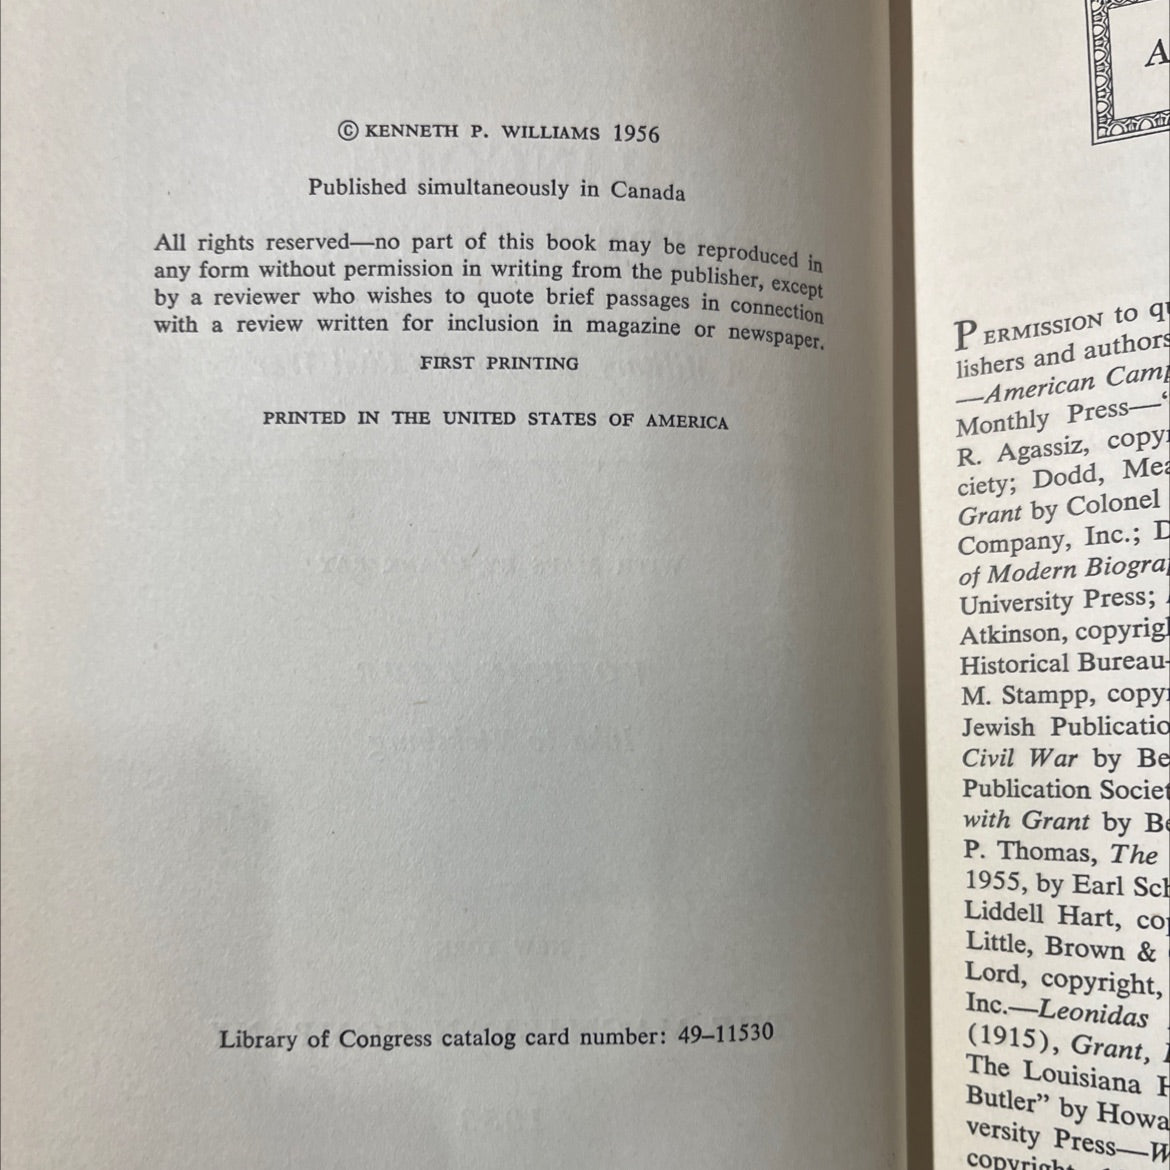 © KENNETH P. WILLIAMS 1956
Published simultaneously in Canada
All rights reserved—no part of this book may be reproduced in
any form without permission in writing from the publisher, except
by a reviewer who wishes to quote brief passages in connection
with a review written for inclusion in magazine or newspaper.
FIRST PRINTING
PRINTED IN THE UNITED STATES OF AMERICA
Library of Congress catalog card number: 49–11530
A
PERMISSION to
lishers and authors
—American
Monthly Press—
R. Agassiz,
ciety; Dodd,
Grant by Colonel
Company, Inc.;
of Modern
University Press;
Atkinson,
Historical Bureau
M. Stampp,
Jewish
Civil War by
Publication
with Grant by
P. Thomas, The
1955, by Earl
Liddell Hart,
Little, Brown &
Lord, copyright,
Inc.—Leonidas
(1915), Grant,
The Louisiana
Butler" by
versity Press—